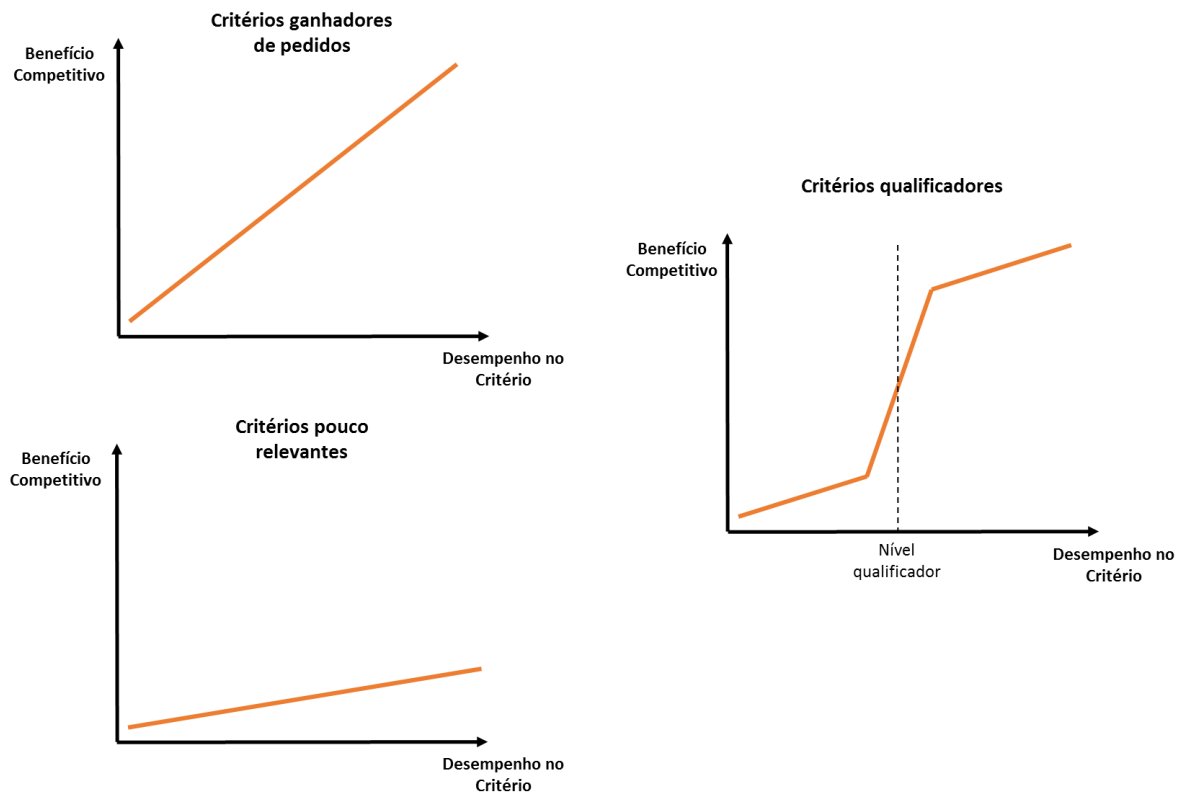 Critérios ganhadores
de pedidos
Benefício
Competitivo
Desempenho no
Critério
Critérios pouco
relevantes
Benefício
Competitivo
Desempenho no
Critério
Critérios qualificadores
Benefício
Competitivo
Nível
qualificador
Desempenho no
Critério